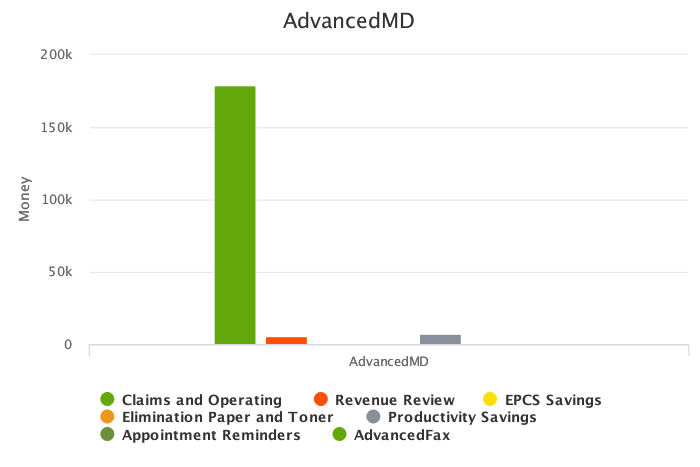 AdvancedMD
200k
150k
100k
50k
0
Money
AdvancedMD
Claims and Operating Revenue Review EPCS Savings
Elimination Paper and Toner Productivity Savings
Appointment Reminders AdvancedFax